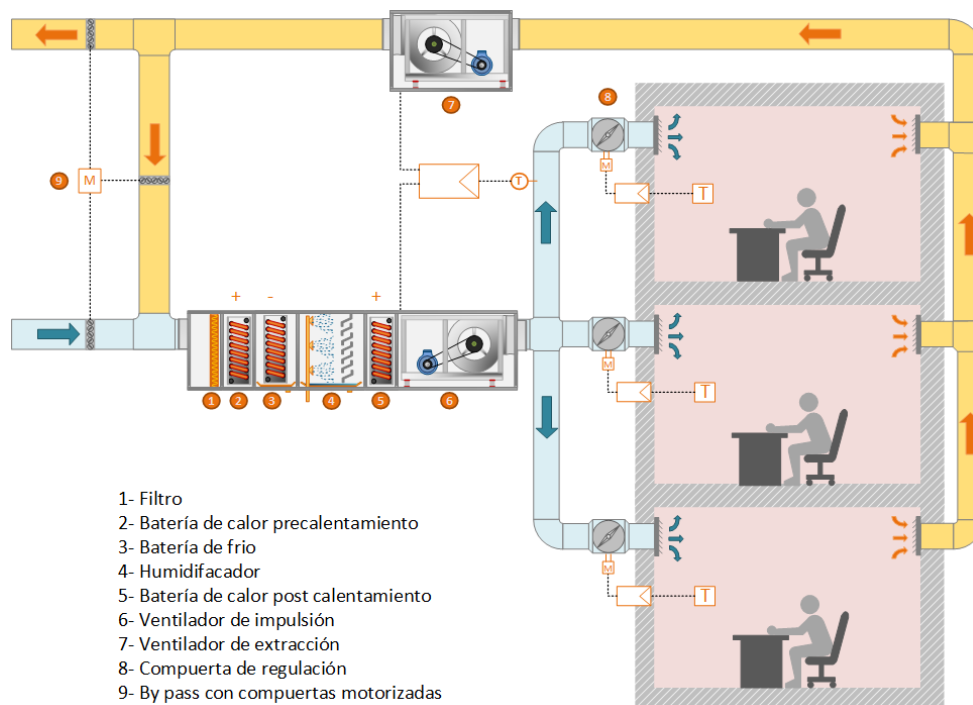 8
7
T
M
T
9
M
+
-
+
M
T
1
2
3
4
5
6
M
T
1- Filtro
2- Batería de calor precalentamiento
3- Batería de frio
4- Humidifacador
5- Batería de calor post calentamiento
6- Ventilador de impulsión
7- Ventilador de extracción
8- Compuerta de regulación
9- By pass con compuertas motorizadas